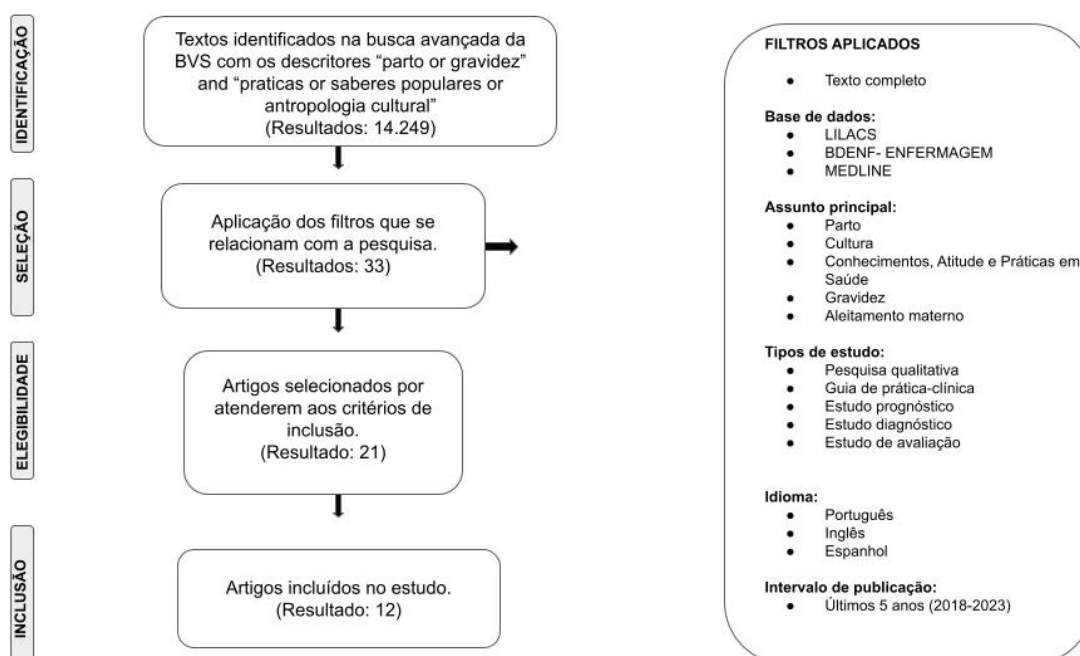 IDENTIFICAÇÃO
Textos identificados na busca avançada da
BVS com os descritores “parto or gravidez”
and “praticas or saberes populares or
antropologia cultural”
(Resultados: 14.249)
SELEÇÃO
Aplicação dos filtros que se
relacionam com a pesquisa.
(Resultados: 33)
ELEGIBILIDADE
Artigos selecionados por
atenderem aos critérios de
inclusão.
(Resultado: 21)
INCLUSÃO
Artigos incluídos no estudo.
(Resultado: 12)
FILTROS APLICADOS
● Texto completo
Base de dados:
● LILACS
● BDENF- ENFERMAGEM
● MEDLINE
Assunto principal:
● Parto
● Cultura
● Conhecimentos, Atitude e Práticas em
Saúde
● Gravidez
● Aleitamento materno
Tipos de estudo:
● Pesquisa qualitativa
● Guia de prática-clínica
● Estudo prognóstico
● Estudo diagnóstico
● Estudo de avaliação
Idioma:
● Português
● Inglês
● Espanhol
Intervalo de publicação:
● Últimos 5 anos (2018-2023)